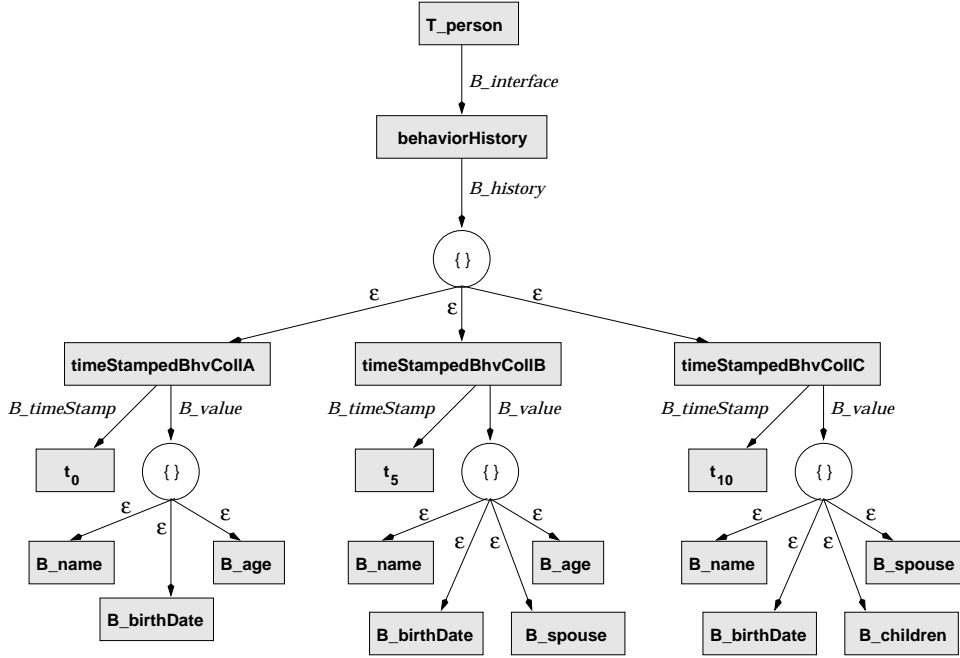 T_person
B_interface
behaviorHistory
B_history
{ }
ε ε ε
timeStampedBhvCollA timeStampedBhvCollB timeStampedBhvCollC
B_timeStamp B_value B_timeStamp B_value B_timeStamp B_value
t0 { } t5 { } t10 { }
ε ε ε ε ε ε ε ε ε ε ε
B_name B_age B_name B_age B_name B_spouse
B_birthDate B_birthDate B_spouse B_birthDate B_children